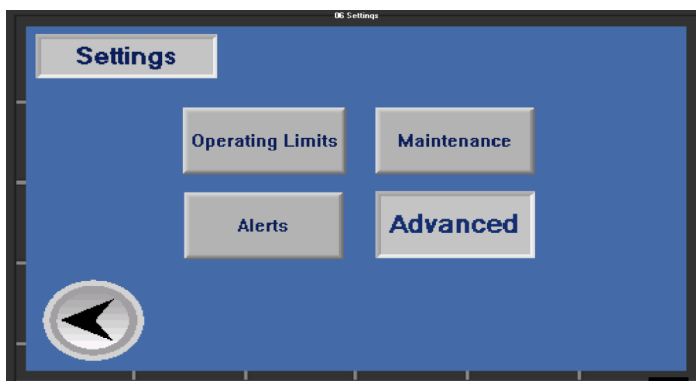 06 Settings
Settings
Operating Limits
Maintenance
Alerts
Advanced